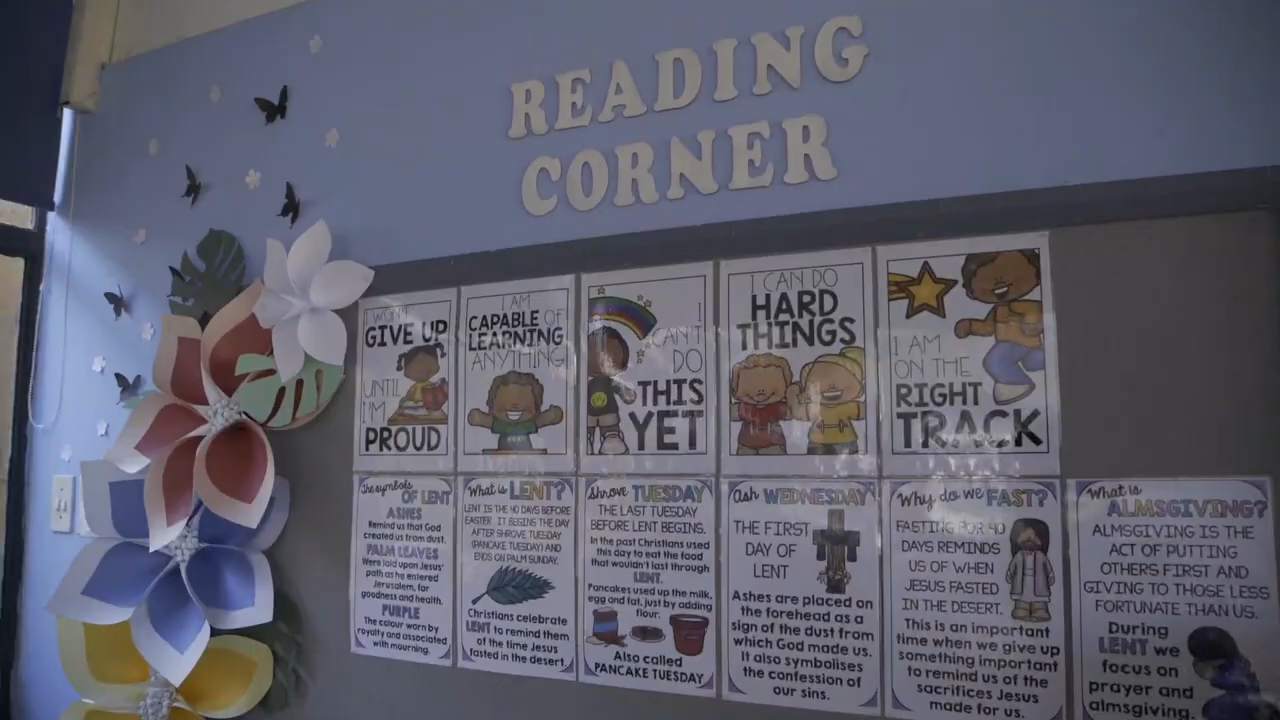 READING
CORNER
I WON'T
GIVE UP
UNTIL
I'M
PROUD
I AM
CAPABLE OF
LEARNING
ANYTHING
I
CAN'T
DO
THIS
YET
I CAN DO
HARD
THINGS
I AM
ON THE
RIGHT
TRACK
The symbols
OF LENT
ASHES
Remind us that God
created us from dust.
PALM LEAVES
Were laid upon Jesus'
path as he entered
Jerusalem, for
goodness and health.
PURPLE
The colour worn by
royalty and associated
with mourning.
What is LENT?
LENT IS THE 40 DAYS BEFORE
EASTER. IT BEGINS THE DAY
AFTER SHROVE TUESDAY
(PANCAKE TUESDAY) AND
ENDS ON PALM SUNDAY.
Christians celebrate
LENT to remind them
of the time Jesus
fasted in the desert.
Shrove TUESDAY
THE LAST TUESDAY
BEFORE LENT BEGINS.
In the past Christians used
this day to eat the food
that wouldn't last through
LENT.
Pancakes used up the milk,
egg and fat, just by adding
flour.
Also called
PANCAKE TUESDAY
Ash WEDNESDAY
THE FIRST
DAY OF
LENT
Ashes are placed on
the forehead as a
sign of the dust from
which God made us.
It also symbolises
the confession of
our sins.
Why do we FAST?
FASTING FOR 40
DAYS REMINDS
US OF WHEN
JESUS FASTED
IN THE DESERT.
This is an important
time when we give up
something important
to remind us of the
sacrifices Jesus
made for us.
What is
ALMSGIVING?
ALMSGIVING IS THE
ACT OF PUTTING
OTHERS FIRST AND
GIVING TO THOSE LESS
FORTUNATE THAN US.
During
LENT we
focus on
prayer and
almsgiving.